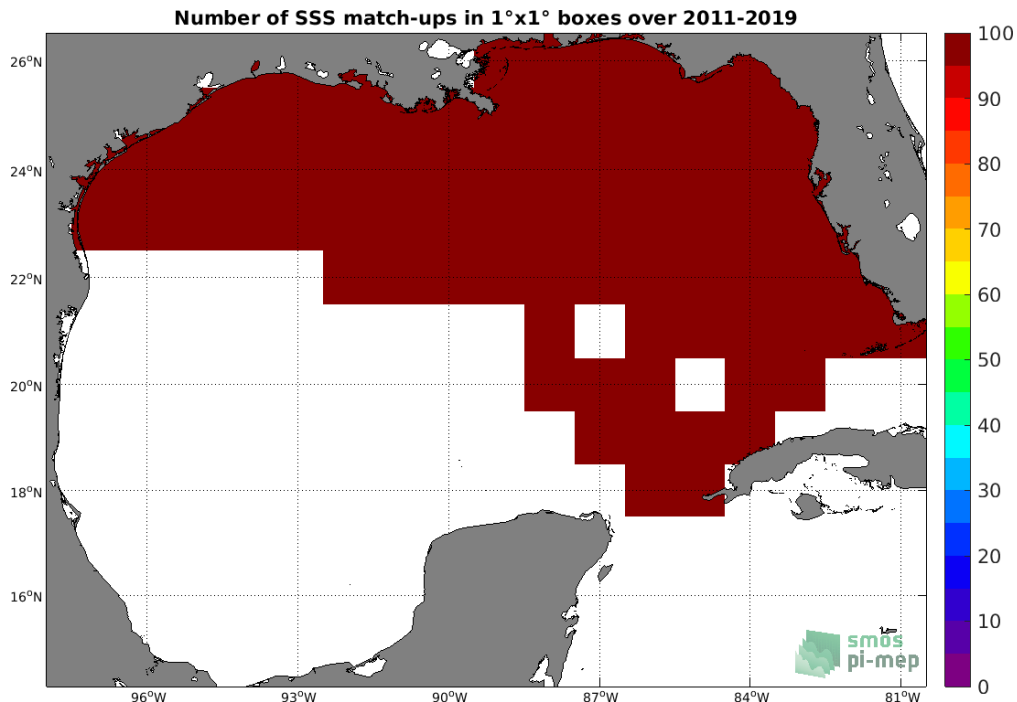 Number of SSS match-ups in 1°x1° boxes over 2011-2019
26°N
24°N
22°N
20°N
18°N
16°N
96°W
93°W
90°W
87°W
84°W
81°W
100
90
80
70
60
50
40
30
20
10
0
smos
pi-mep